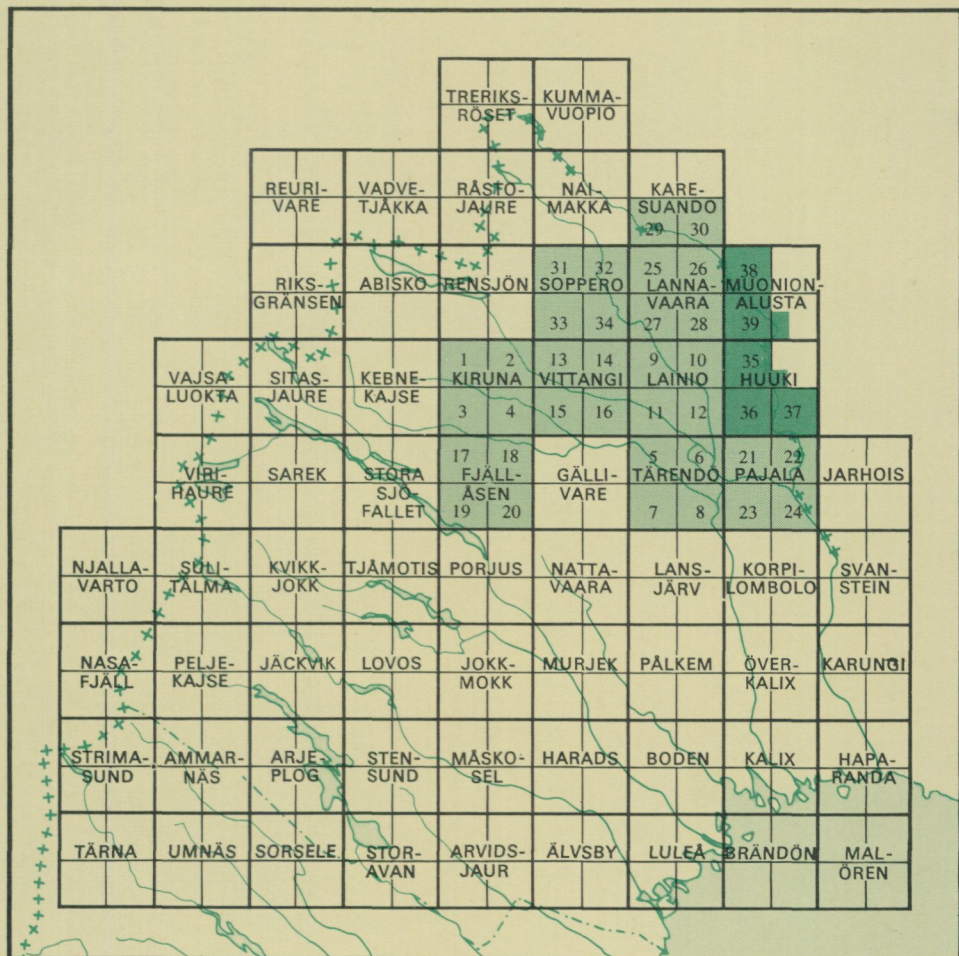 TRERIKS- KUMMA-
RÖSET VUOPIO
REURI- VADVE- RÅSTO- NAI- KARE-
VARE TJÅKKA JAURE MAKKA SUANDO
29 30
31 32 25 26 38
RIKS- ABISKO RENSJÖN SOPPERO LANNA- MUONION-
GRÄNSEN VAARA ALUSTA
33 34 27 28 39
1 2 13 14 9 10 35
VAJSA- SITAS- KEBNE- KIRUNA VITTANGI LAINIO HUUKI
LUOKTA JAURE KAJSE
3 4 15 16 11 12 36 37
17 18 5 6 21 22
VIRI- SAREK STORA FJÄLL- GÄLLI- TÄRENDÖ PAJALA JARHOIS
HAURE SJÖ- ÅSEN VARE
FALLET 19 20 7 8 23 24
NJALLA- SULI- KVIKK- TJÅMOTIS PORJUS NATTA- LANS- KORPI- SVAN-
VARTO TÄLMA JOKK VAARA JÄRV LOMBOLO STEIN
NASA- PELJE- JÄCKVIK LOVOS JOKK- MURJEK PÅLKEM ÖVER- KARUNGI
FJÄLL KAJSE MOKK KALIX
STRIMA- AMMAR- ARJE- STEN- MÅSKO- HARADS BODEN KALIX HAPA-
SUND NÄS PLOG SUND SEL RANDA
TÄRNA UMNÄS SORSELE STOR- ARVIDS- ÄLVSBY LULEÅ BRÄNDÖN MAL-
AVAN JAUR ÖREN